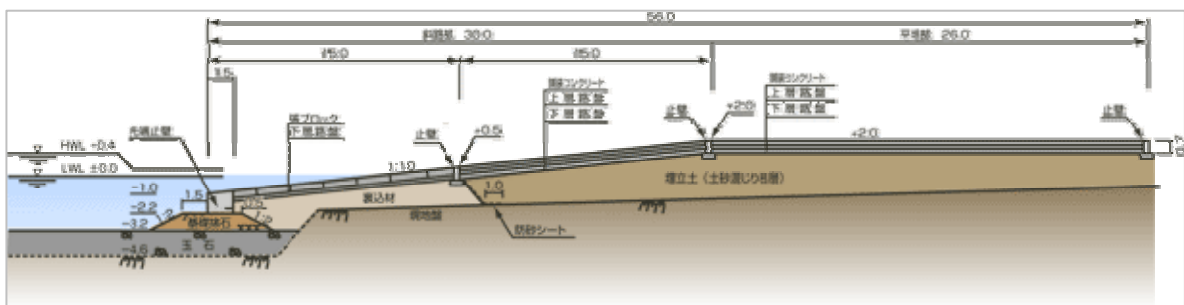 56.0
斜路部 30.0
平地部 26.0
15.0
15.0
1.5
舗装コンクリート
上層路盤
下層路盤
舗装コンクリート
上層路盤
下層路盤
張ブロック
下層路盤
先端止壁
止壁
+0.5
止壁
+2.0
+2.0
止壁
0.7
HWL +0.4
LWL ±0.0
1:10
-1.0
1.5
0.5
-2.2
1:2
1:2
-3.2
基礎捨石
-4.6
玉石
裏込材
1.0
現地盤
防砂シート
埋立土(土砂混じり